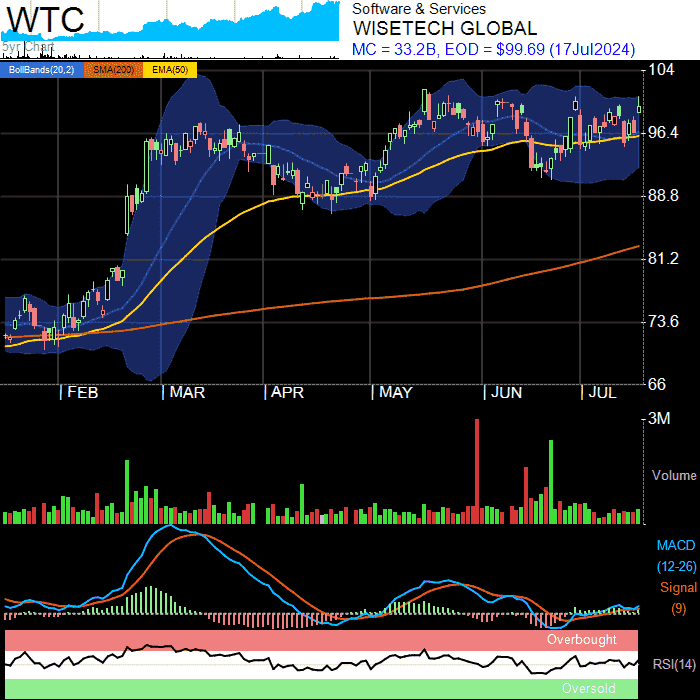 WTC
5yr Chart
Software & Services
WISETECH GLOBAL
MC = 33.2B, EOD = $99.69 (17Jul2024)
BollBands(20,2) SMA(200) EMA(50)
104
96.4
88.8
81.2
73.6
66
FEB MAR APR MAY JUN JUL
3M
Volume
MACD
(12-26)
Signal
(9)
Overbought
RSI(14)
Oversold